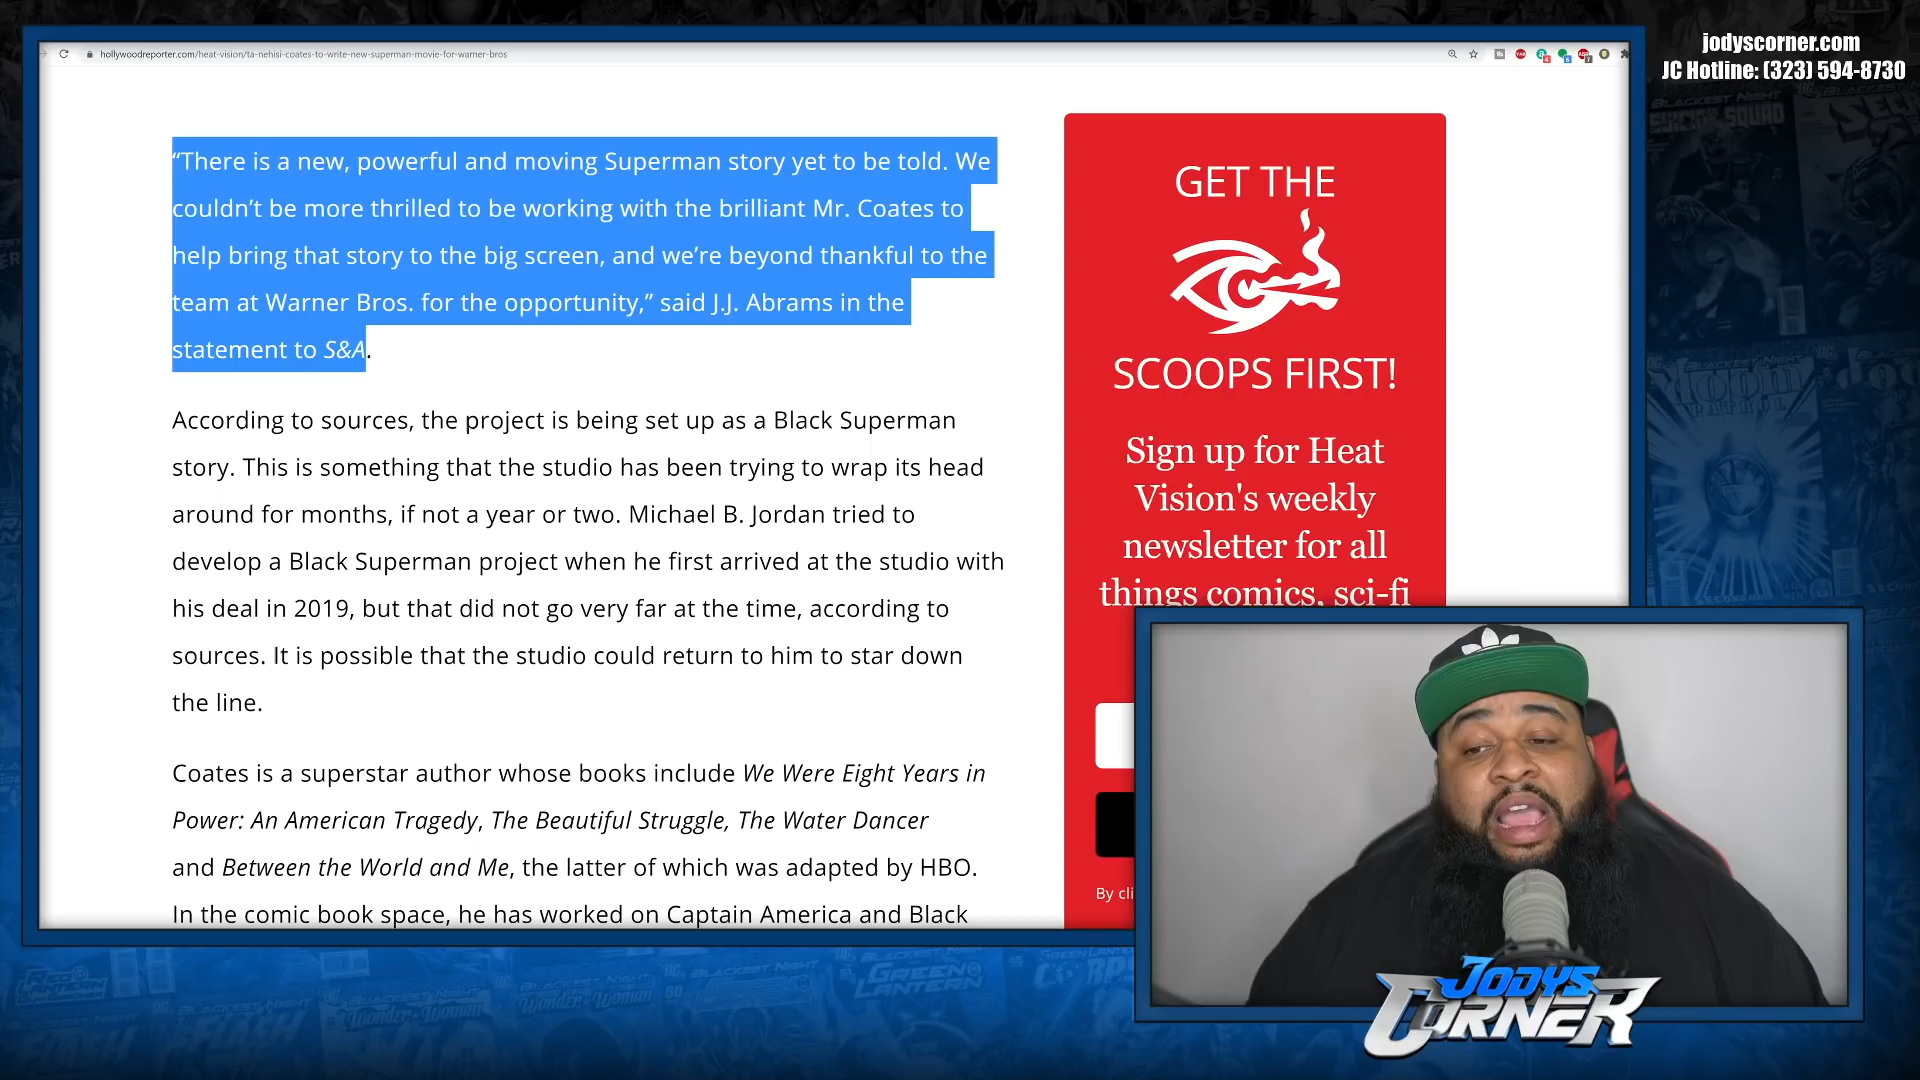 hollywoodreporter.com/heat-vision/ta-nehisi-coates-to-write-new-superman-movie-for-warner-bros
jodyscorner.com
JC Hotline: (323) 594-8730
“There is a new, powerful and moving Superman story yet to be told. We
couldn’t be more thrilled to be working with the brilliant Mr. Coates to
help bring that story to the big screen, and we’re beyond thankful to the
team at Warner Bros. for the opportunity,” said J.J. Abrams in the
statement to S&A.
According to sources, the project is being set up as a Black Superman
story. This is something that the studio has been trying to wrap its head
around for months, if not a year or two. Michael B. Jordan tried to
develop a Black Superman project when he first arrived at the studio with
his deal in 2019, but that did not go very far at the time, according to
sources. It is possible that the studio could return to him to star down
the line.
Coates is a superstar author whose books include We Were Eight Years in
Power: An American Tragedy, The Beautiful Struggle, The Water Dancer
and Between the World and Me, the latter of which was adapted by HBO.
In the comic book space, he has worked on Captain America and Black
GET THE
SCOOPS FIRST!
Sign up for Heat
Vision's weekly
newsletter for all
things comics, sci-fi
By cli
JODYS
CORNER
BLACKEST NIGHT
GREEN
LANTERN
BLACKEST NIGHT
Wonder Woman